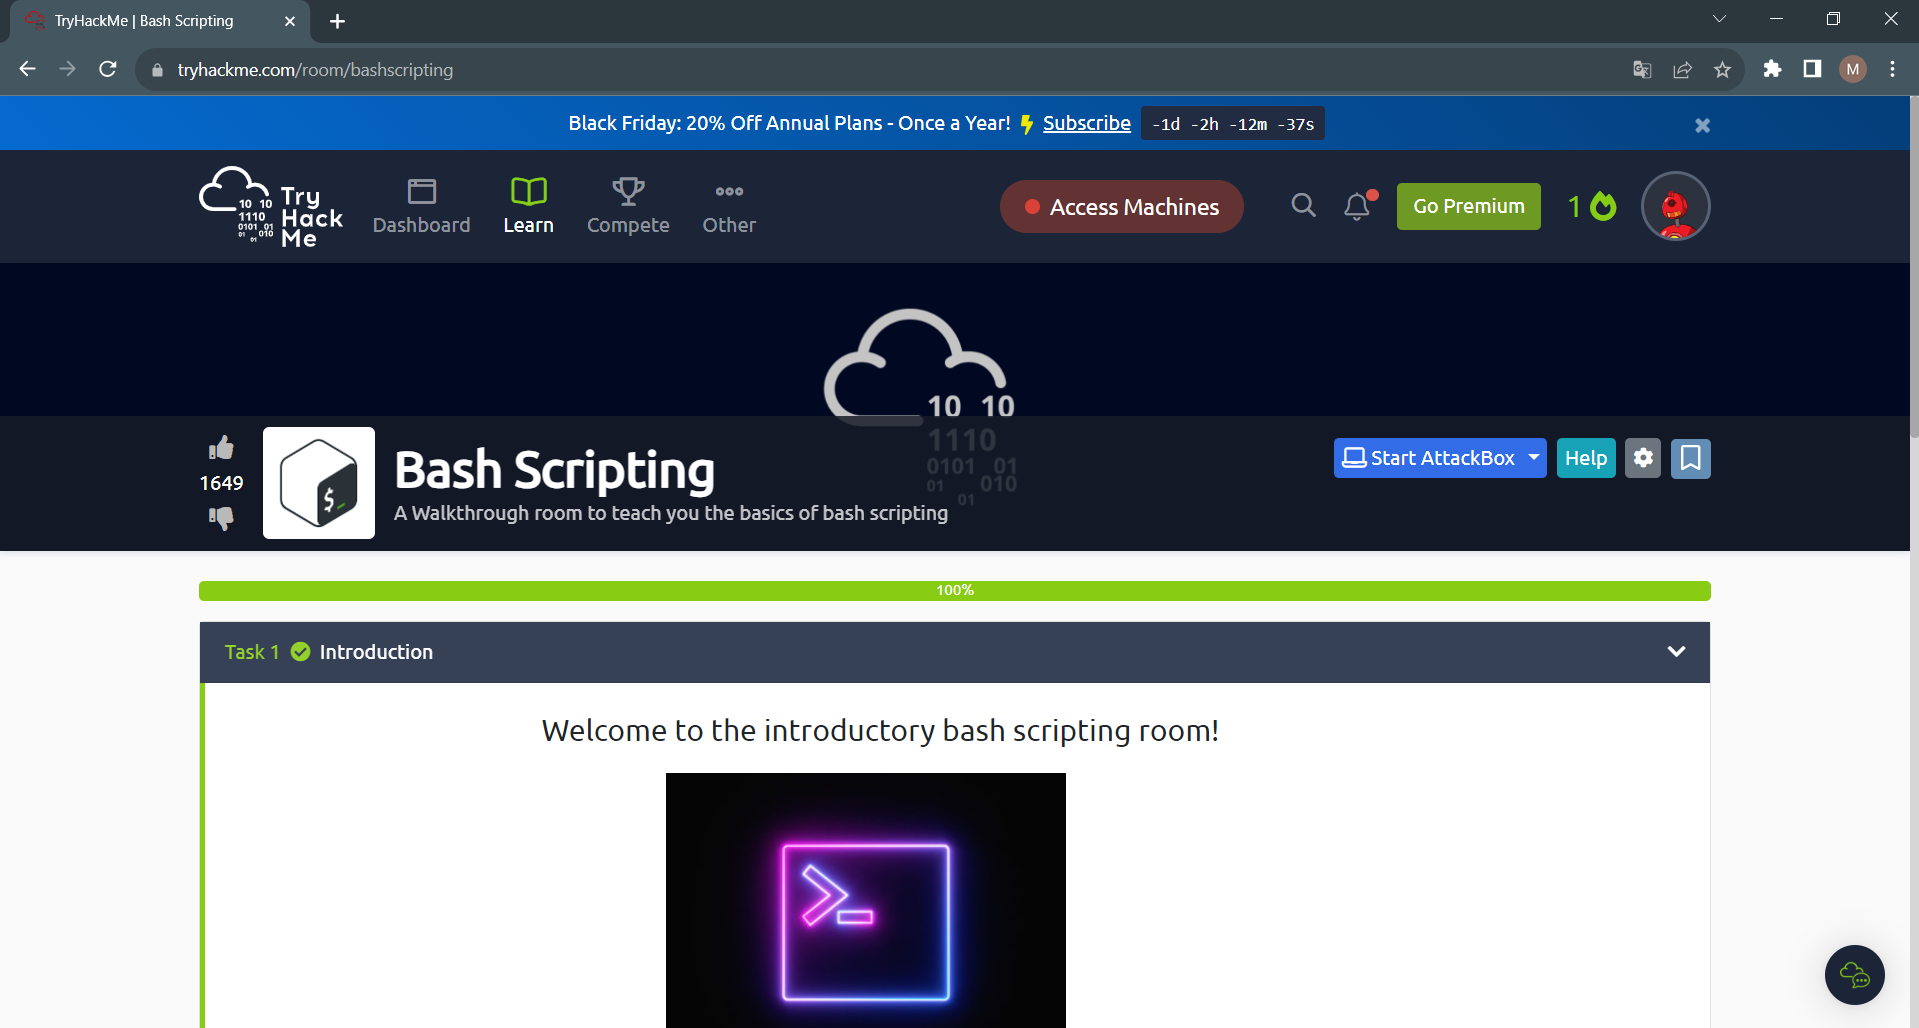 TryHackMe | Bash Scripting
tryhackme.com/room/bashscripting
M
Black Friday: 20% Off Annual Plans - Once a Year! Subscribe -1d -2h -12m -37s
Try
Hack
Me
10 10
1110
0101 01
01 010
01
Dashboard
Learn
Compete
Other
Access Machines
Go Premium
1
10 10
1110
0101 01
01 010
01
1649
$
Bash Scripting
A Walkthrough room to teach you the basics of bash scripting
Start AttackBox
Help
100%
Task 1 Introduction
Welcome to the introductory bash scripting room!
>_